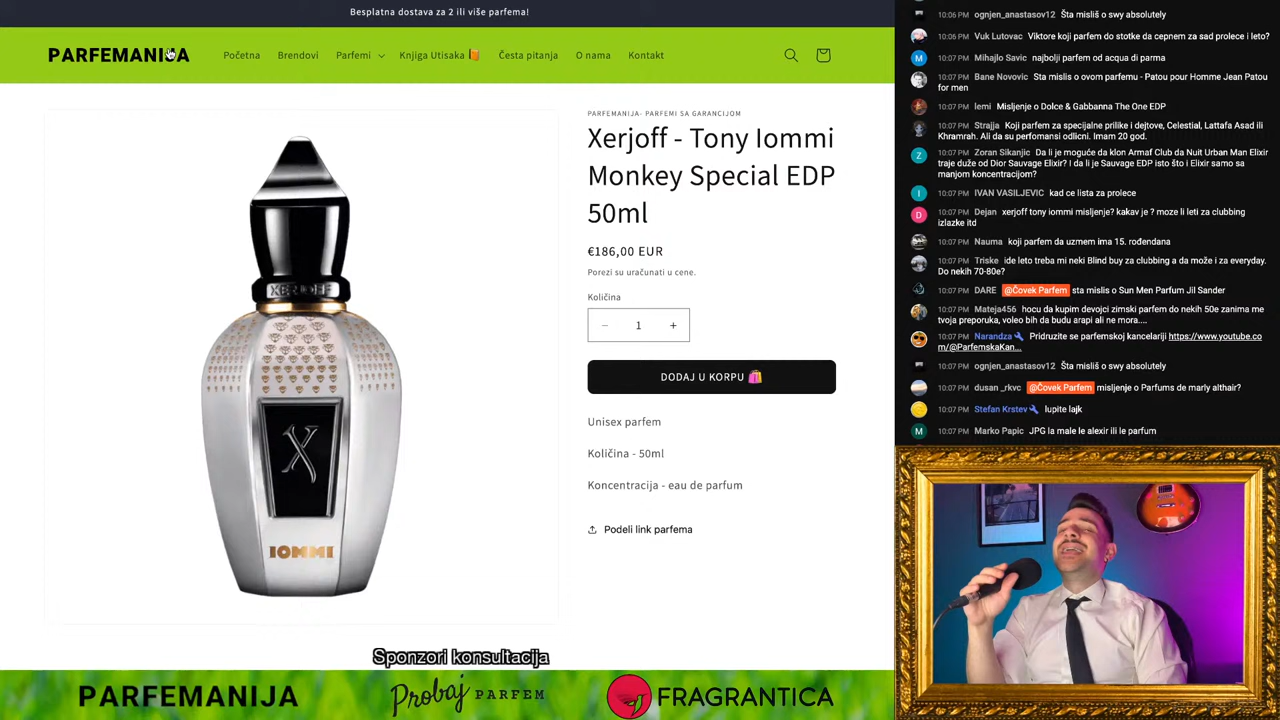 Besplatna dostava za 2 ili više parfema!
PARFEMANIJA
Početna
Brendovi
Parfemi
Knjiga Utisaka
Česta pitanja
O nama
Kontakt
PARFEMANIJA- PARFEMI SA GARANCIJOM
Xerjoff - Tony Iommi
Monkey Special EDP
50ml
€186,00 EUR
Porezi su uračunati u cene.
Količina
− 1 +
DODAJ U KORPU
Unisex parfem
Količina - 50ml
Koncentracija - eau de parfum
Podeli link parfema
XERJOFF
X
IOMMI
Sponzori konsultacija
PARFEMANIJA
Probaj PARFEM
FRAGRANTICA
10:06 PM ognjen_anastasov12 Šta misliš o swy absolutely
10:06 PM Vuk Lutovac Viktore koji parfem do stotke da cepnem za sad prolece i leto?
M 10:07 PM Mihajlo Savic najbolji parfem od acqua di parma
10:07 PM Bane Novovic Sta mislis o ovom parfemu - Patou pour Homme Jean Patou
for men
10:07 PM lemi Misljenje o Dolce & Gabbanna The One EDP
10:07 PM Strajja Koji parfem za specijalne prilike i dejtove, Celestial, Lattafa Asad ili
Khramrah. Ali da su perfomansi odlicni. Imam 20 god.
Z 10:07 PM Zoran Sikanjic Da li je moguće da klon Armaf Club da Nuit Urban Man Elixir
traje duže od Dior Sauvage Elixir? I da li je Sauvage EDP isto što i Elixir samo sa
manjom koncentracijom?
I 10:07 PM IVAN VASILJEVIC kad ce lista za prolece
D 10:07 PM Dejan xerjoff tony iommi misljenje? kakav je ? moze li leti za clubbing
izlazke itd
10:07 PM Nauma koji parfem da uzmem ima 15. rođendana
10:07 PM Triske ide leto treba mi neki Blind buy za clubbing a da može i za everyday.
Do nekih 70-80e?
10:07 PM DARE @Čovek Parfem sta mislis o Sun Men Parfum Jil Sander
10:07 PM Mateja456 hocu da kupim devojci zimski parfem do nekih 50e zanima me
tvoja preporuka, voleo bih da budu arapi ali ne mora....
10:07 PM Narandza Pridruzite se parfemskoj kancelariji https://www.youtube.co
m/@ParfemskaKan...
10:07 PM ognjen_anastasov12 Šta misliš o swy absolutely
10:07 PM dusan _rkvc @Čovek Parfem misljenje o Parfums de marly althair?
10:07 PM Stefan Krstev lupite lajk
M 10:07 PM Marko Papic JPG la male le alexir ili le parfum